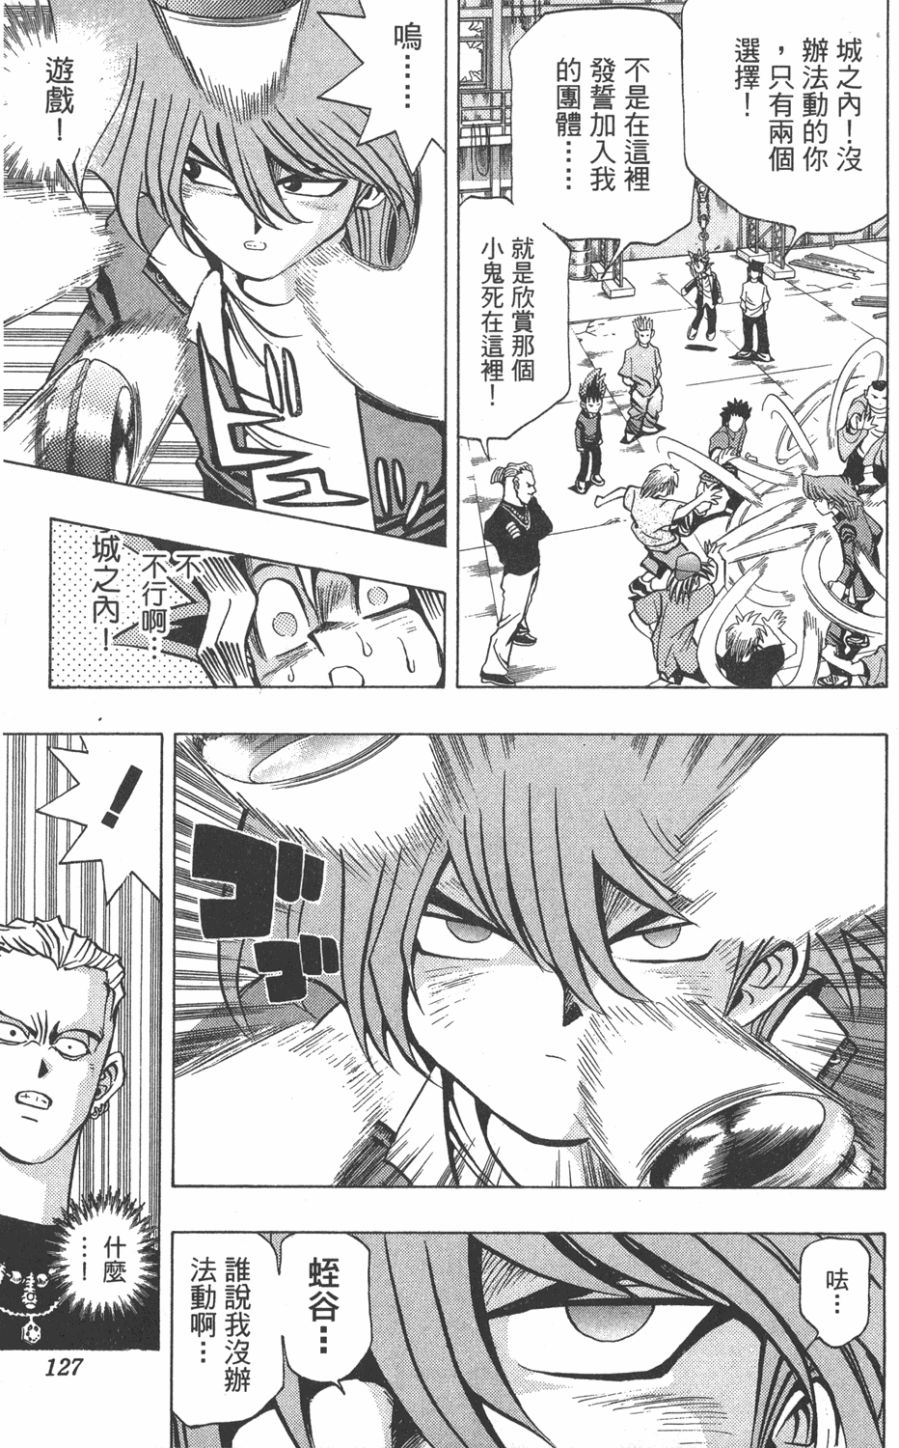 城之內！沒
辦法動的你
，只有兩個
選擇！
不是在這裡
發誓加入我
的團體……
就是欣賞那個
小鬼死在這裡！
嗚……
遊戲！
ビュン
不…
不行啊…
城之內！
ゴゴ
！
什麼
…！
呿…
蛭谷…
誰說我沒辦
法動啊…
127